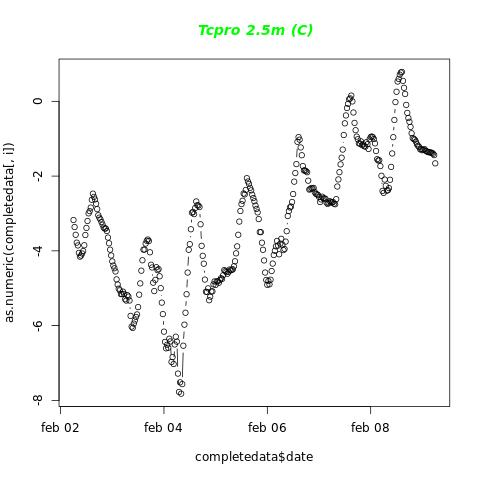 Tcpro 2.5m (C)
as.numeric(completedata[, i])
0
-2
-4
-6
-8
feb 02
feb 04
feb 06
feb 08
completedata$date